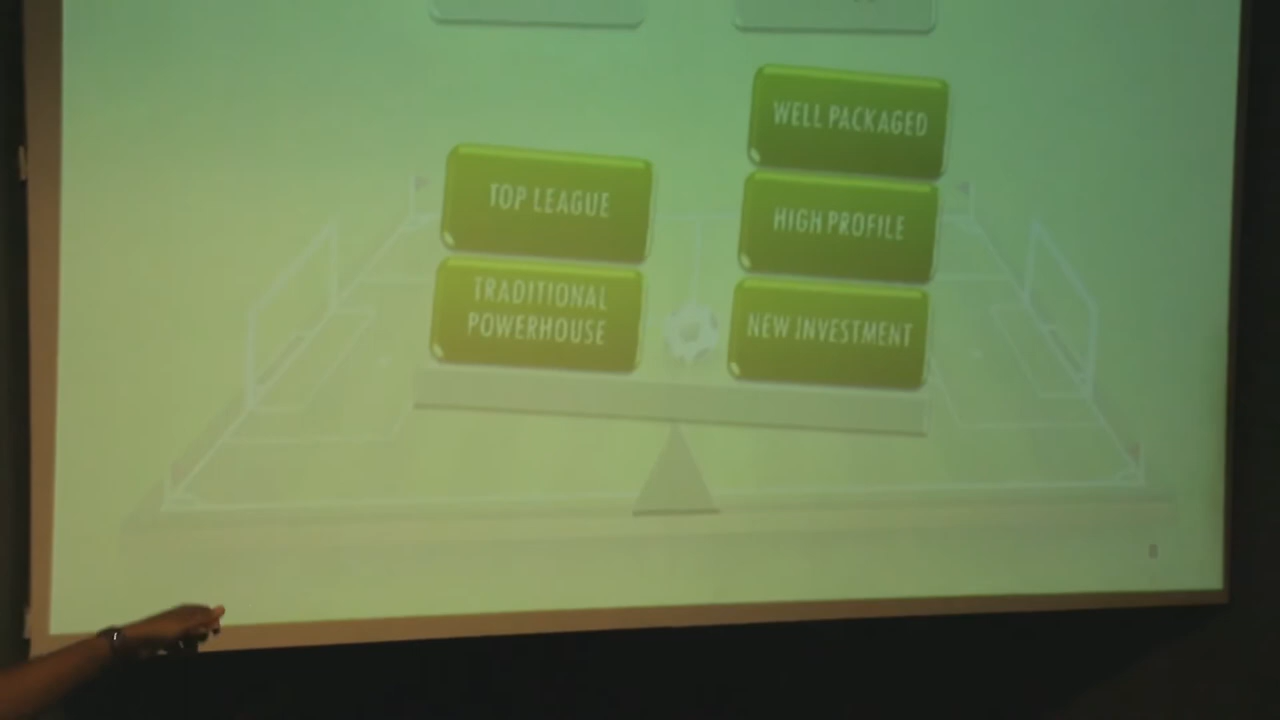 TOP LEAGUE
TRADITIONAL
POWERHOUSE
WELL PACKAGED
HIGH PROFILE
NEW INVESTMENT